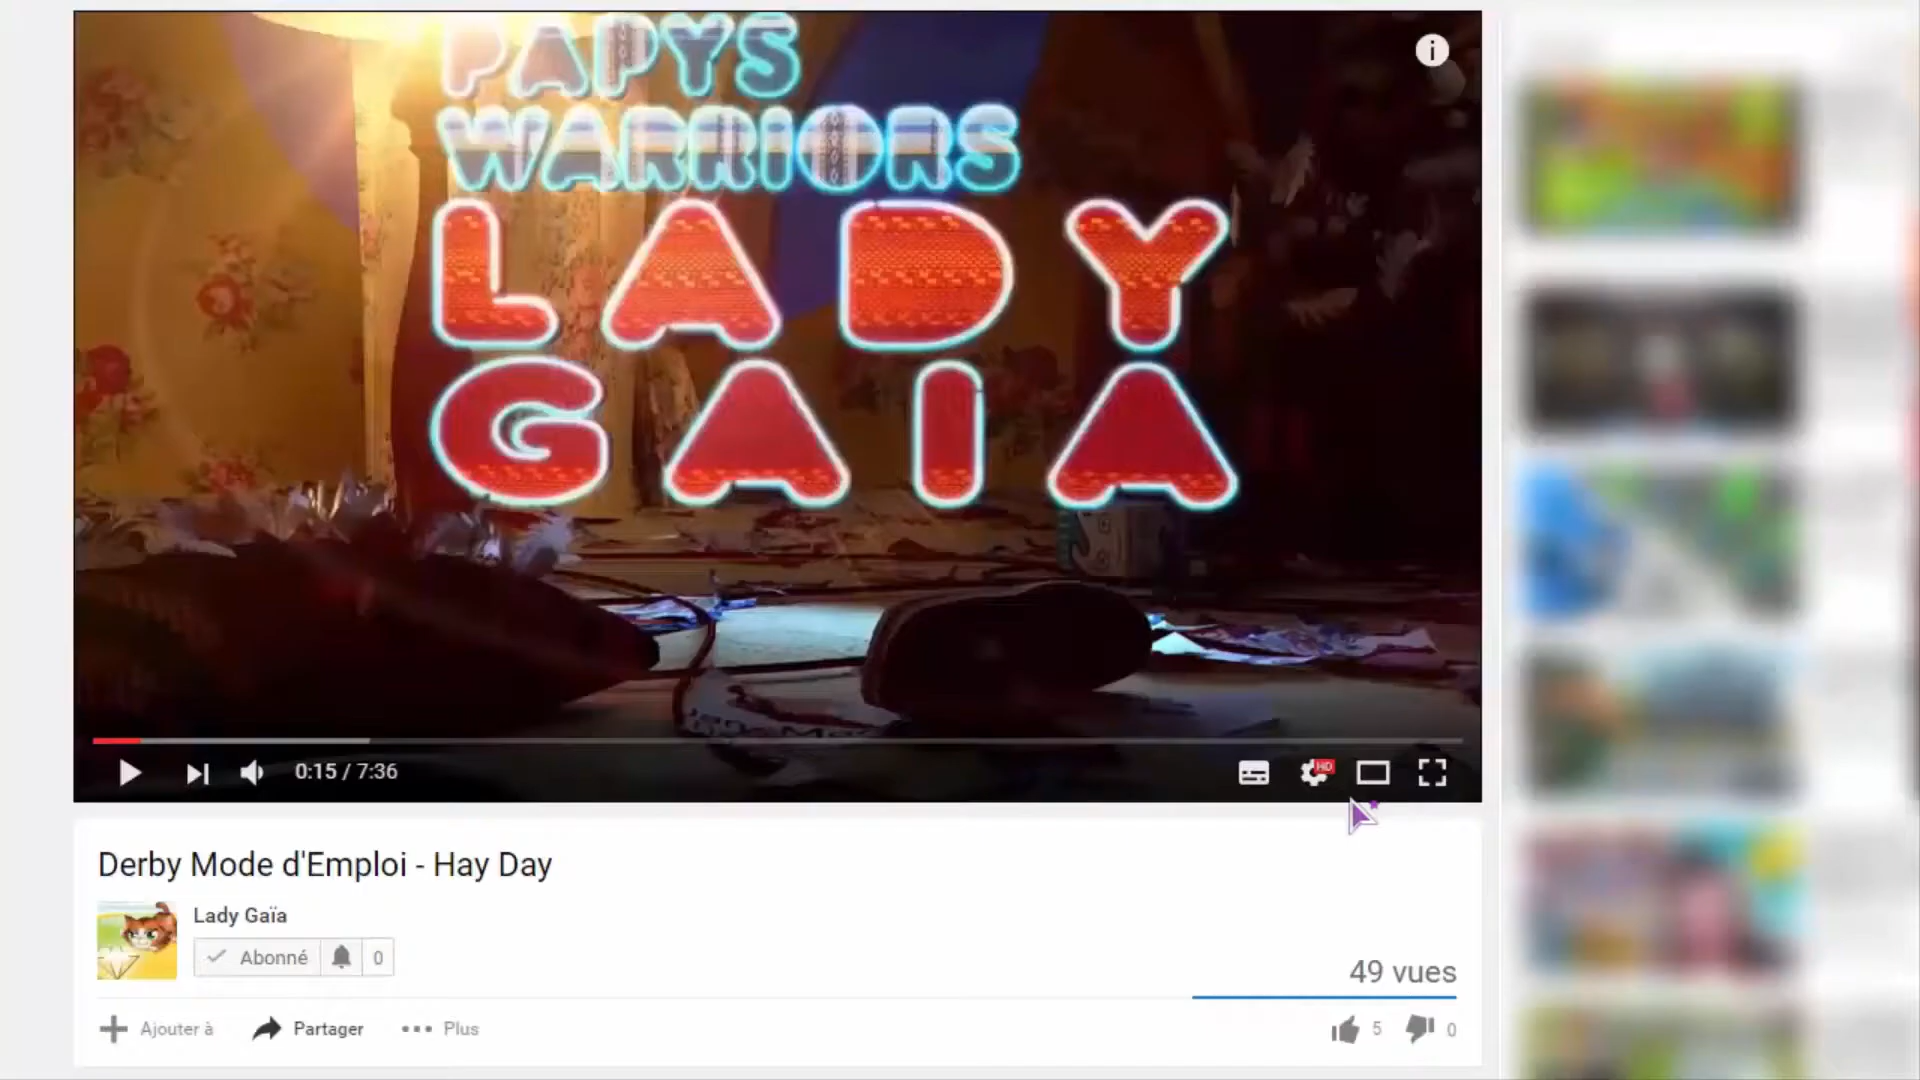 PAPYS
WARRIORS
LADY
GAIA
i
0:15 / 7:36
HD
Derby Mode d'Emploi - Hay Day
Lady Gaïa
Abonné
0
49 vues
Ajouter à
Partager
Plus
5
0